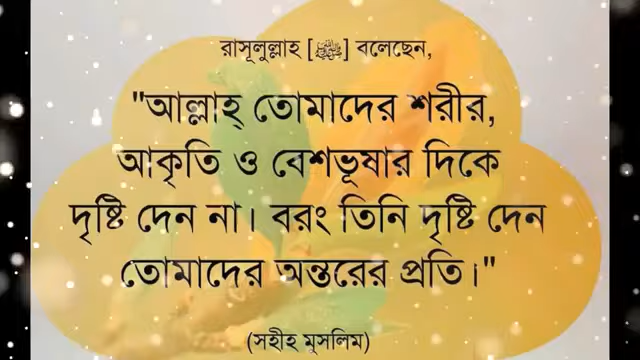 রাসূলুল্লাহ [ﷺ] বলেছেন,
"আল্লাহ্ তোমাদের শরীর,
আকৃতি ও বেশভূষার দিকে
দৃষ্টি দেন না। বরং তিনি দৃষ্টি দেন
তোমাদের অন্তরের প্রতি।"
(সহীহ মুসলিম)